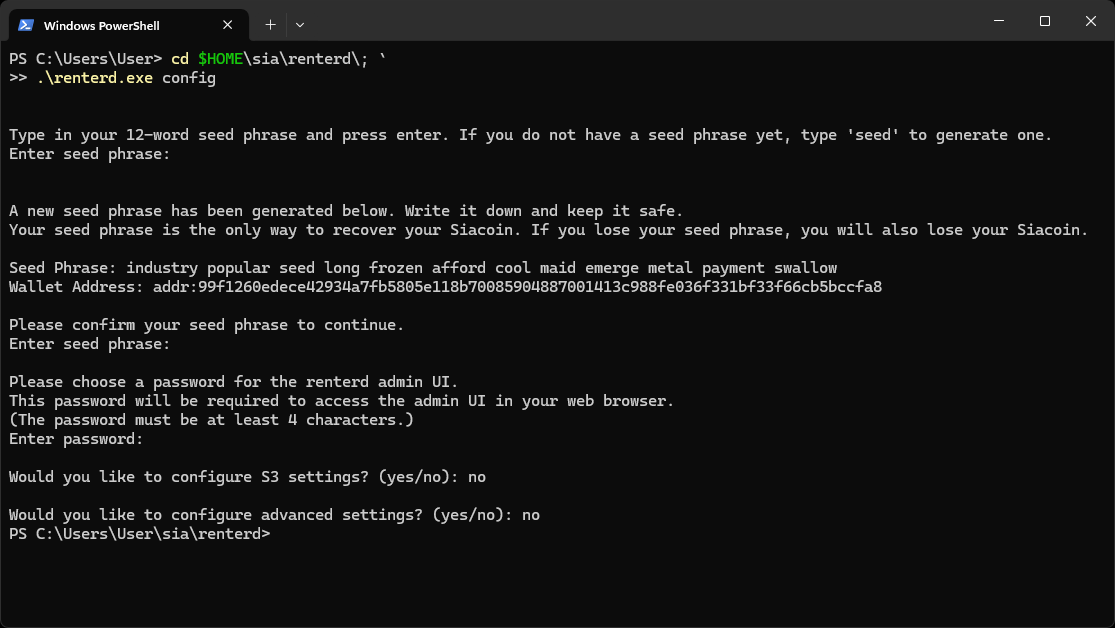 Windows PowerShell
PS C:\Users\User> cd $HOME\sia\renterd\; `
>> .\renterd.exe config
Type in your 12-word seed phrase and press enter. If you do not have a seed phrase yet, type 'seed' to generate one.
Enter seed phrase:
A new seed phrase has been generated below. Write it down and keep it safe.
Your seed phrase is the only way to recover your Siacoin. If you lose your seed phrase, you will also lose your Siacoin.
Seed Phrase: industry popular seed long frozen afford cool maid emerge metal payment swallow
Wallet Address: addr:99f1260edece42934a7fb5805e118b70085904887001413c988fe036f331bf33f66cb5bccfa8
Please confirm your seed phrase to continue.
Enter seed phrase:
Please choose a password for the renterd admin UI.
This password will be required to access the admin UI in your web browser.
(The password must be at least 4 characters.)
Enter password:
Would you like to configure S3 settings? (yes/no): no
Would you like to configure advanced settings? (yes/no): no
PS C:\Users\User\sia\renterd>